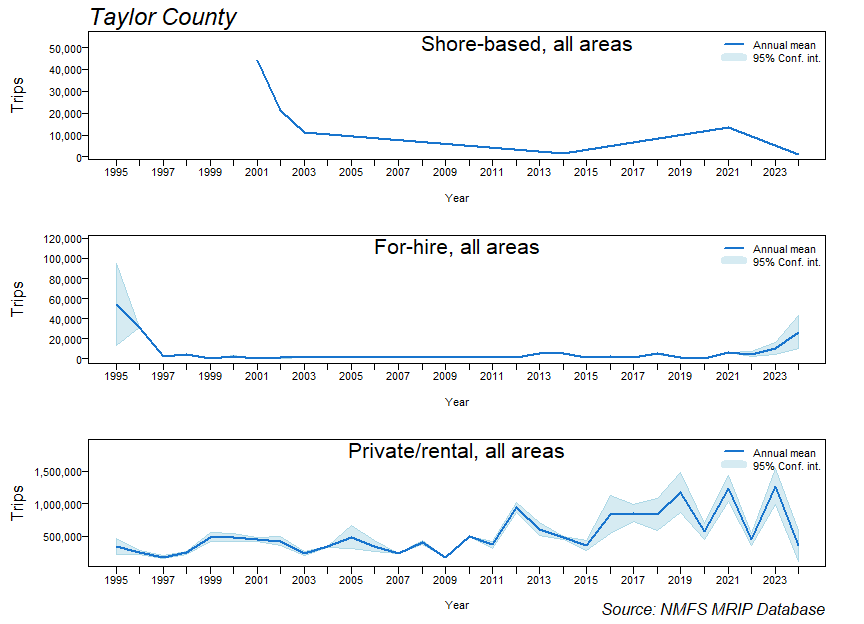 Taylor County
Shore-based, all areas
Annual mean
95% Conf. int.
Trips
50,000
40,000
30,000
20,000
10,000
0
1995 1997 1999 2001 2003 2005 2007 2009 2011 2013 2015 2017 2019 2021 2023
Year
For-hire, all areas
Annual mean
95% Conf. int.
Trips
120,000
100,000
80,000
60,000
40,000
20,000
0
1995 1997 1999 2001 2003 2005 2007 2009 2011 2013 2015 2017 2019 2021 2023
Year
Private/rental, all areas
Annual mean
95% Conf. int.
Trips
1,500,000
1,000,000
500,000
1995 1997 1999 2001 2003 2005 2007 2009 2011 2013 2015 2017 2019 2021 2023
Year
Source: NMFS MRIP Database